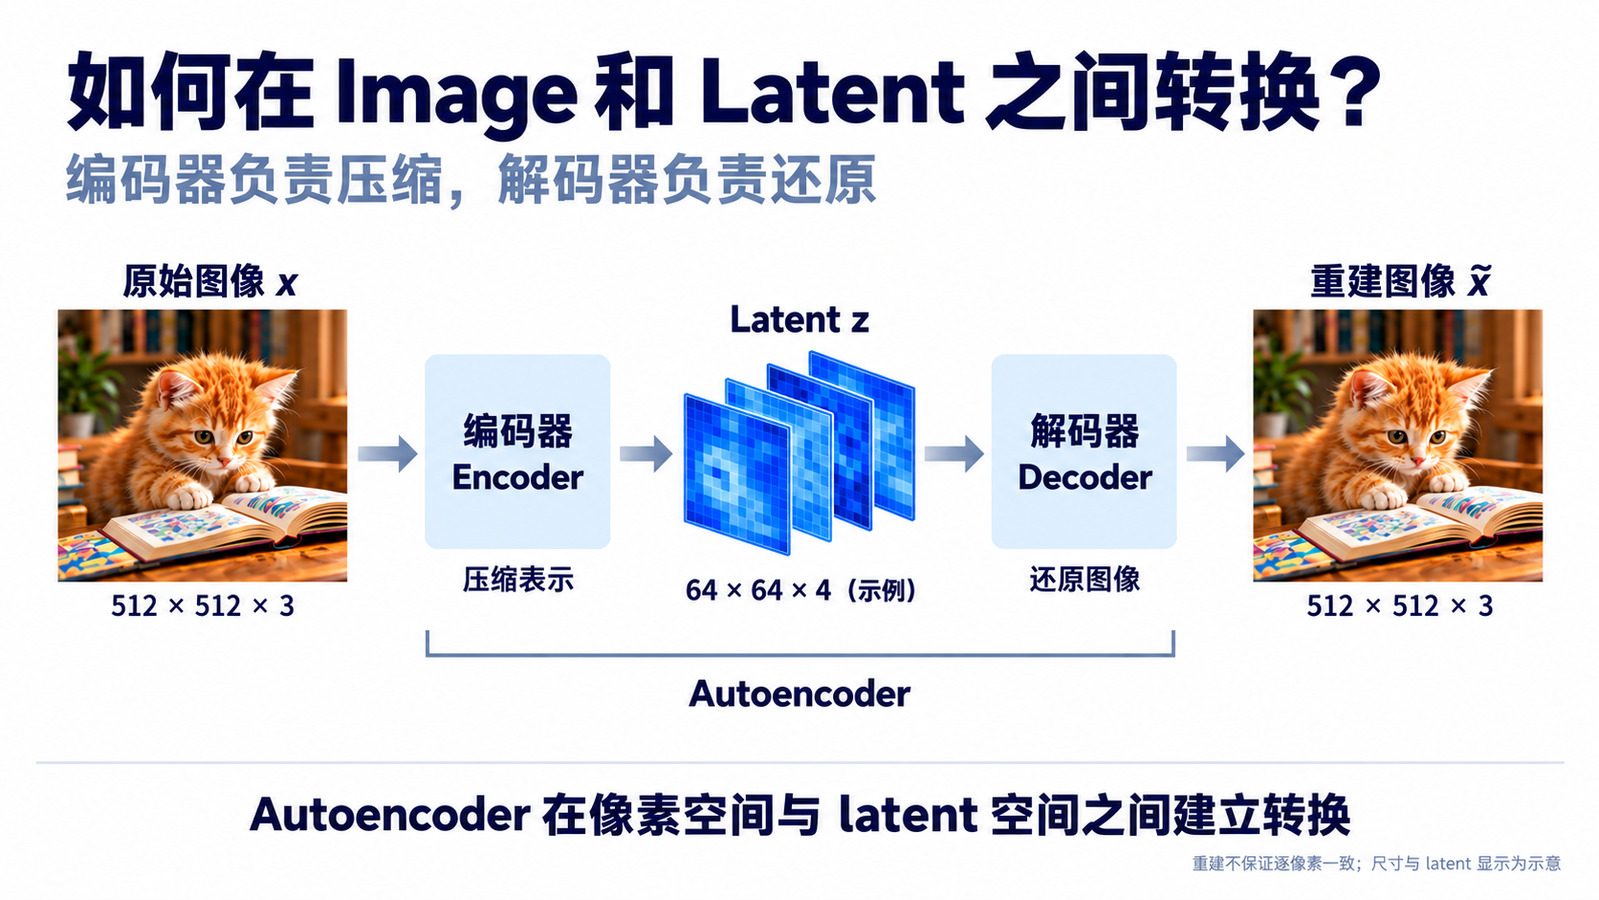 如何在 Image 和 Latent 之间转换？
编码器负责压缩，解码器负责还原
原始图像 x
Latent z
重建图像 x̃
编码器
Encoder
解码器
Decoder
压缩表示
64 × 64 × 4（示例）
还原图像
512 × 512 × 3
512 × 512 × 3
Autoencoder
Autoencoder 在像素空间与 latent 空间之间建立转换
重建不保证逐像素一致；尺寸与 latent 显示为示意